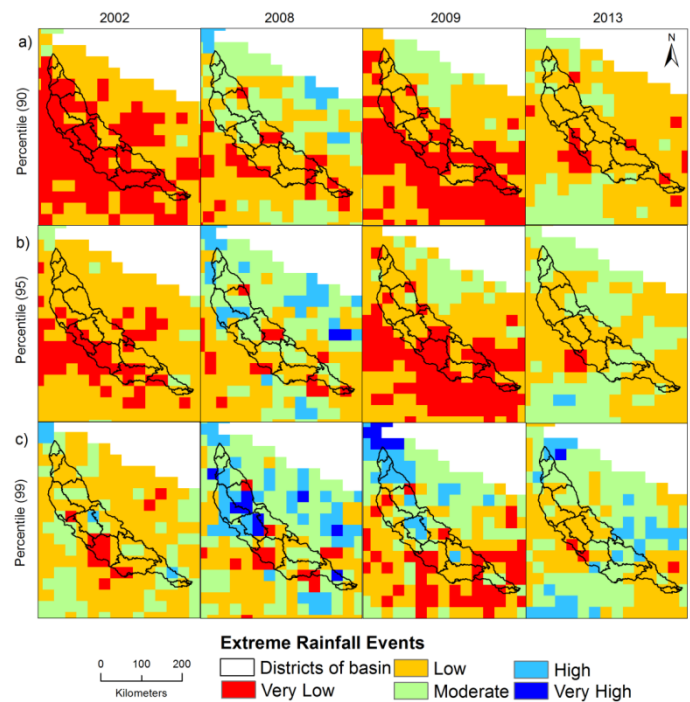 2002 2008 2009 2013
a)
N
Percentile (90)
b)
Percentile (95)
c)
Percentile (99)
Extreme Rainfall Events
0 100 200
Kilometers
Districts of basin Low High
Very Low Moderate Very High